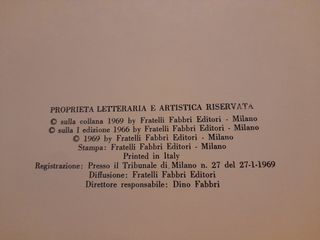 PROPRIETA LETTERARIA E ARTISTICA RISERVATA
© sulla collana 1969 by Fratelli Fabbri Editori - Milano
© sulla I edizione 1966 by Fratelli Fabbri Editori - Milano
© 1969 by Fratelli Fabbri Editori - Milano
Stampa: Fratelli Fabbri Editori - Milano
Printed in Italy
Registrazione: Presso il Tribunale di Milano n. 27 del 27-1-1969
Diffusione: Fratelli Fabbri Editori
Direttore responsabile: Dino Fabbri